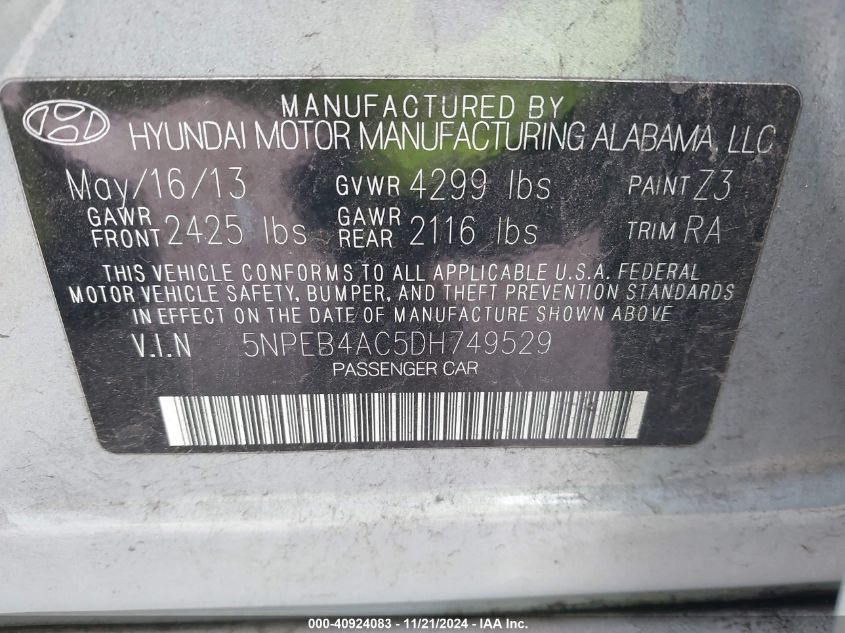 MANUFACTURED BY
HYUNDAI MOTOR MANUFACTURING ALABAMA, LLC
May/16/13 GVWR 4299 lbs PAINT Z3
GAWR FRONT 2425 lbs GAWR REAR 2116 lbs TRIM RA
THIS VEHICLE CONFORMS TO ALL APPLICABLE U.S.A. FEDERAL
MOTOR VEHICLE SAFETY, BUMPER, AND THEFT PREVENTION STANDARDS
IN EFFECT ON THE DATE OF MANUFACTURE SHOWN ABOVE
V.I.N 5NPEB4AC5DH749529
PASSENGER CAR
000-40924083 - 11/21/2024 - IAA Inc.